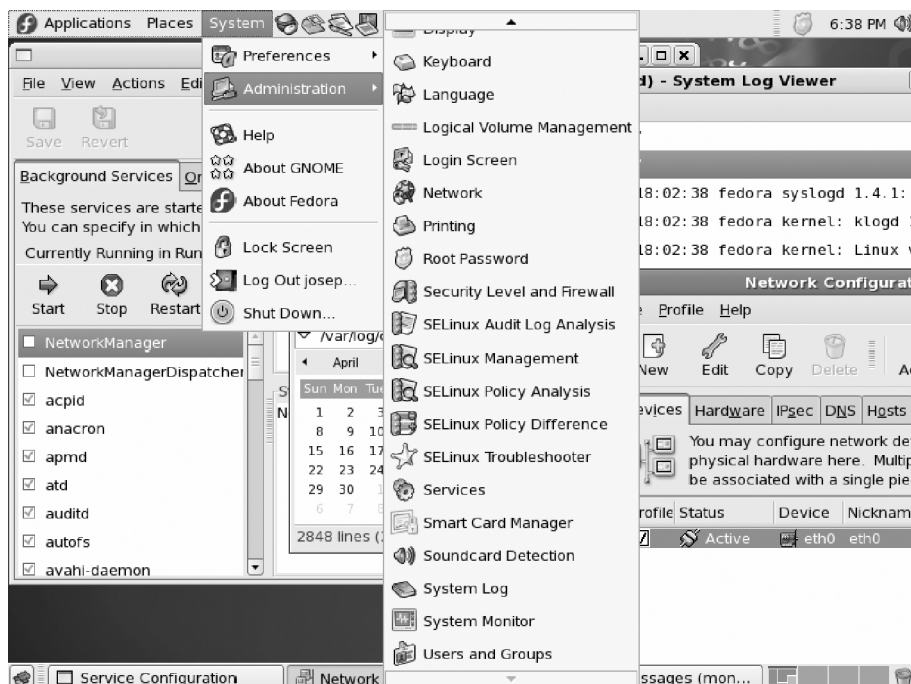 Applications Places System 6:38 PM
Preferences
Administration
Help
About GNOME
About Fedora
Lock Screen
Log Out josep...
Shut Down...
Display
Keyboard
Language
Logical Volume Management
Login Screen
Network
Printing
Root Password
Security Level and Firewall
SELinux Audit Log Analysis
SELinux Management
SELinux Policy Analysis
SELinux Policy Difference
SELinux Troubleshooter
Services
Smart Card Manager
Soundcard Detection
System Log
System Monitor
Users and Groups
File View Actions Edi
Save Revert
Background Services Or
These services are starte
You can specify in which
Currently Running in Run
Start Stop Restart
NetworkManager
NetworkManagerDispatcher
acpid
anacron
apmd
atd
auditd
autofs
avahi-daemon
/var/log/c
April
Sun Mon Tue
1 2 3
8 9 10
15 16 17
22 23 24
29 30 1
6 7 8
2848 lines (
d) - System Log Viewer
18:02:38 fedora syslogd 1.4.1:
18:02:38 fedora kernel: klogd
18:02:38 fedora kernel: Linux v
Network Configurat
Profile Help
New Edit Copy Delete
Devices Hardware IPsec DNS Hosts
You may configure network de
physical hardware here. Multip
be associated with a single pie
rofile Status Device Nicknam
Active eth0 eth0
Service Configuration Network ssages (mon...